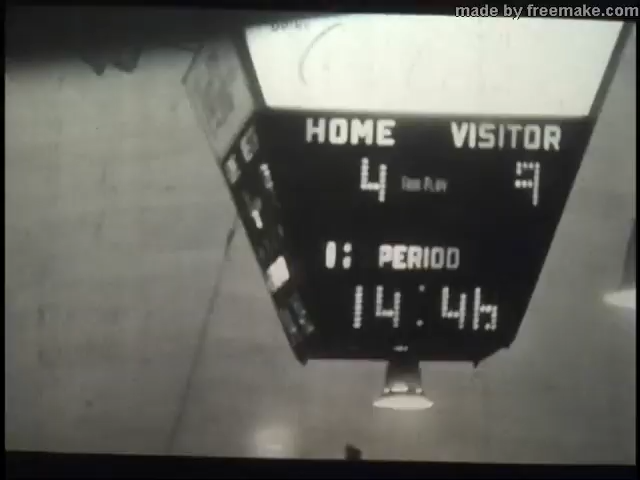 made by freemake.com
HOME VISITOR
4 FAIR PLAY 9
1: PERIOD
14:46